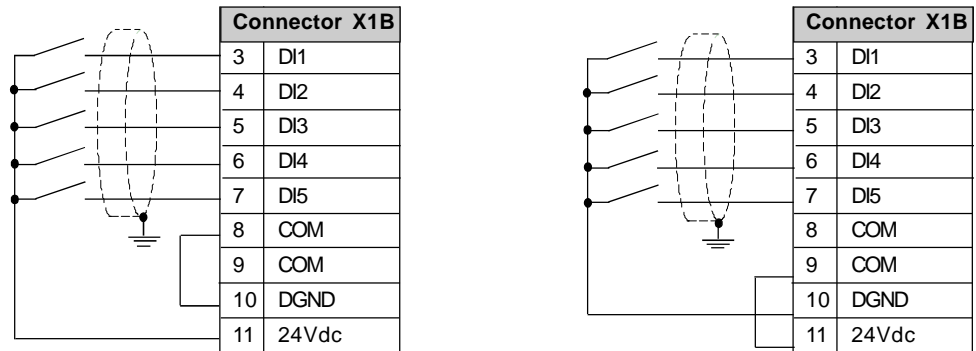 Connector X1B
3 DI1
4 DI2
5 DI3
6 DI4
7 DI5
8 COM
9 COM
10 DGND
11 24Vdc
Connector X1B
3 DI1
4 DI2
5 DI3
6 DI4
7 DI5
8 COM
9 COM
10 DGND
11 24Vdc